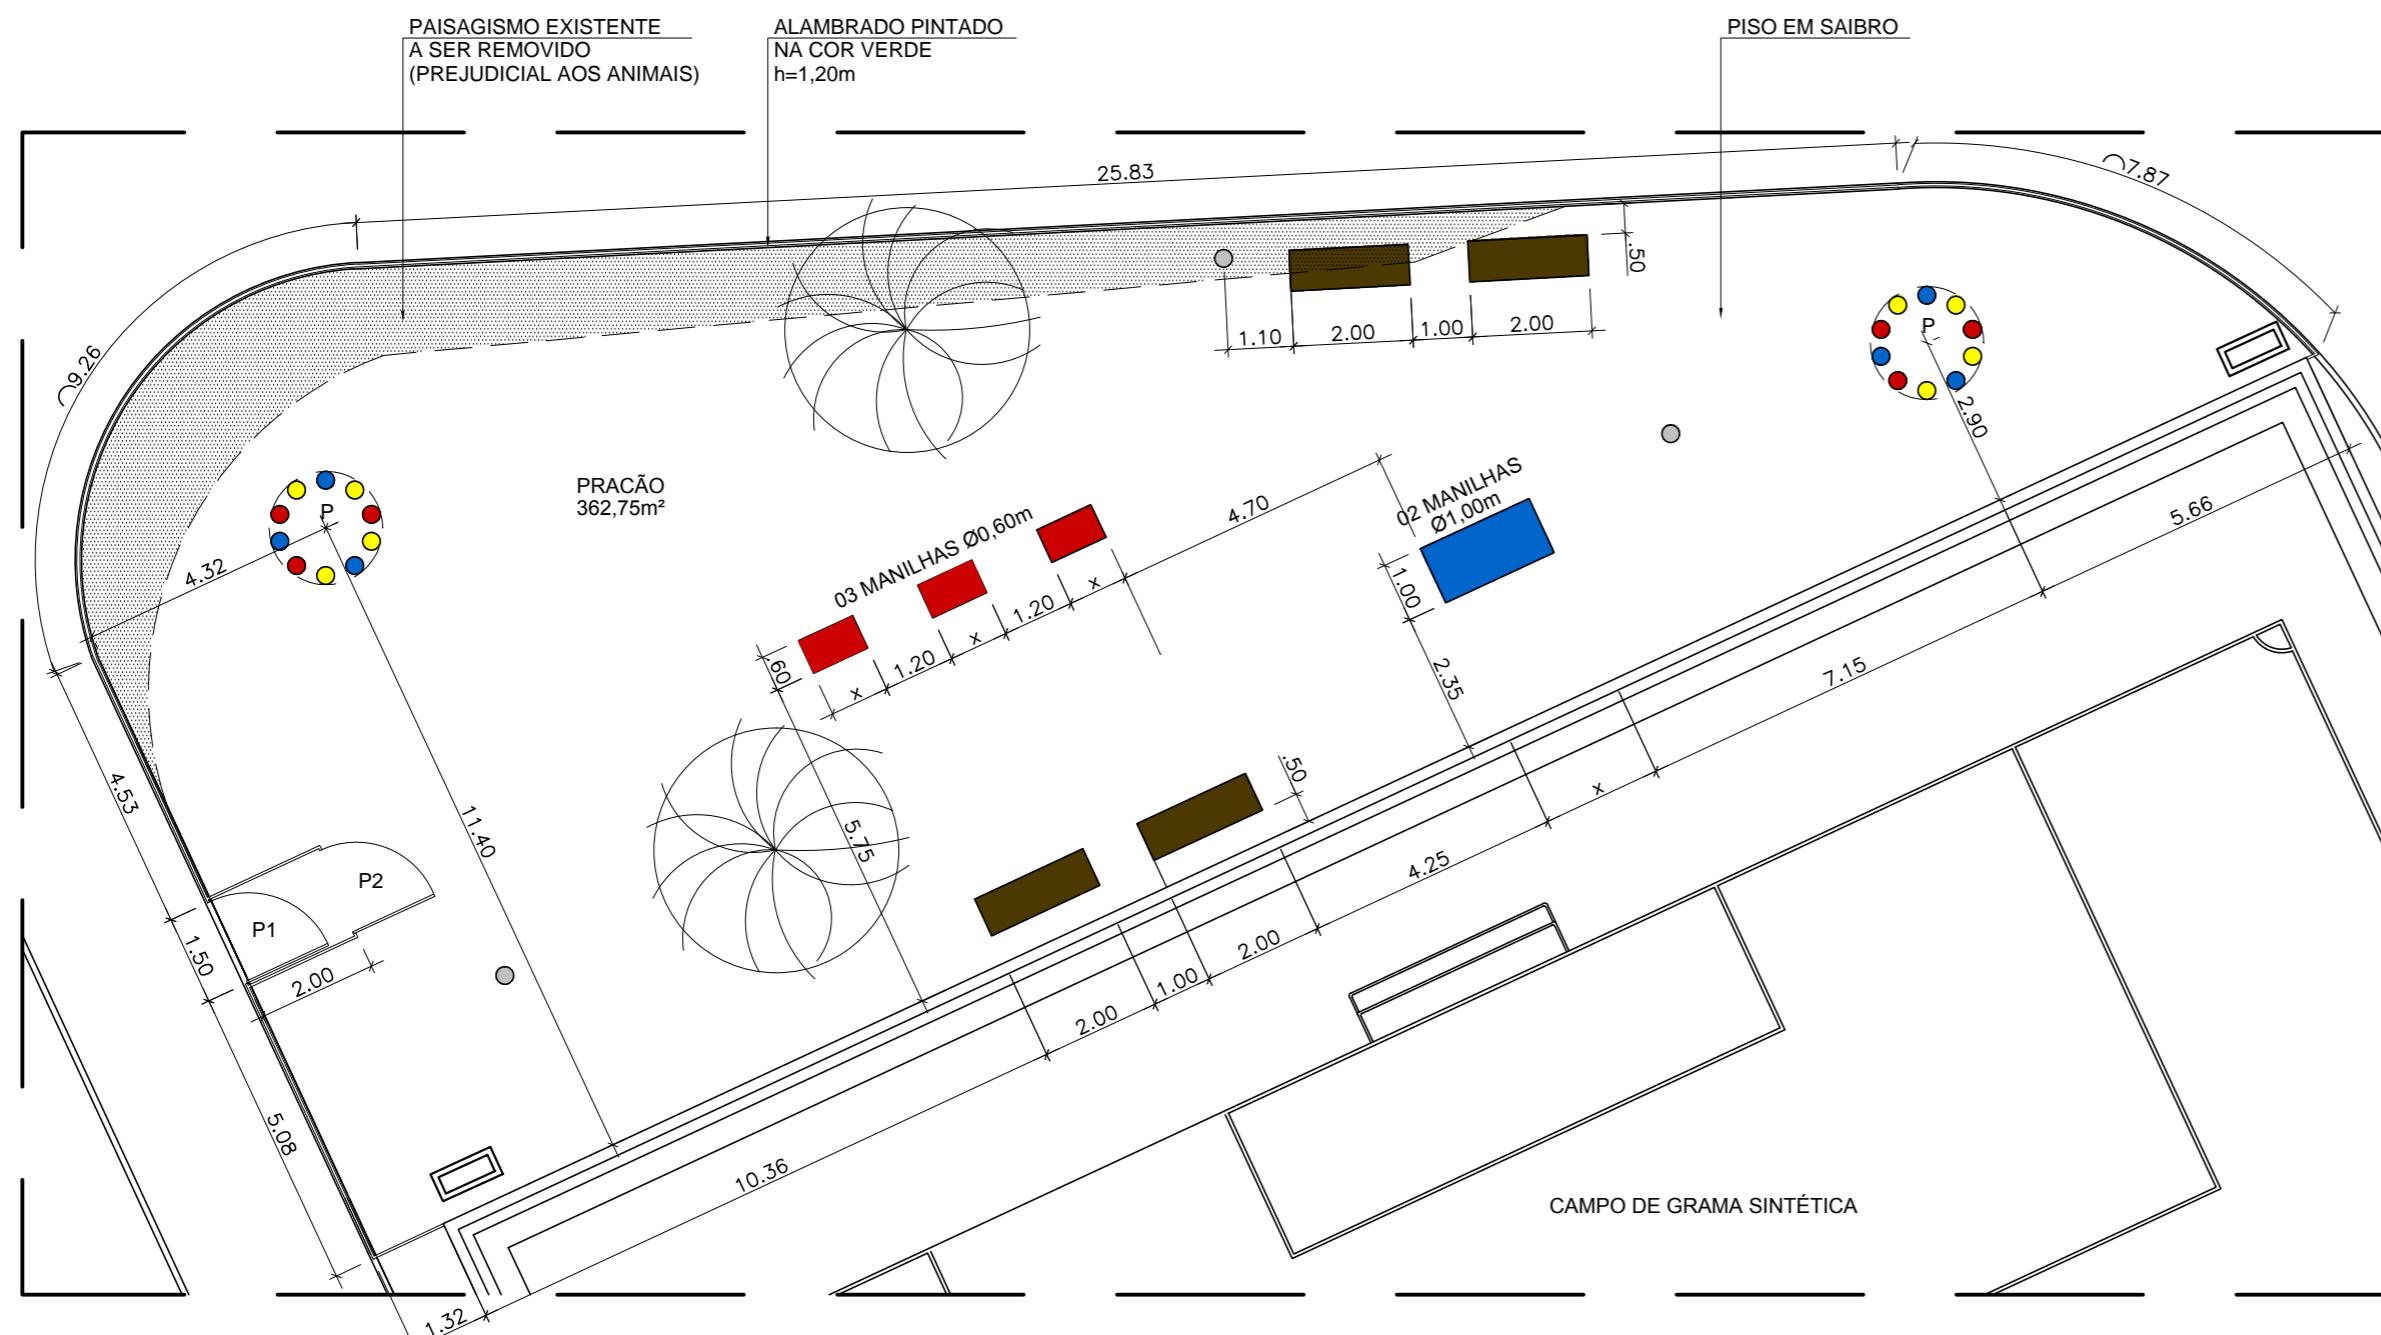 PAISAGISMO EXISTENTE
A SER REMOVIDO
(PREJUDICIAL AOS ANIMAIS)
ALAMBRADO PINTADO
NA COR VERDE
h=1,20m
PISO EM SAIBRO
25.83
7.87
9.26
.50
1.10
2.00
1.00
2.00
P
2.90
P
4.32
PRACÃO
362,75m²
4.70
02 MANILHAS
Ø1,00m
5.66
03 MANILHAS Ø0,60m
1.00
x
1.20
x
1.20
x
.60
2.35
7.15
x
4.53
11.40
5.75
.50
4.25
P2
P1
1.50
2.00
2.00
1.00
2.00
5.08
10.36
1.32
CAMPO DE GRAMA SINTÉTICA